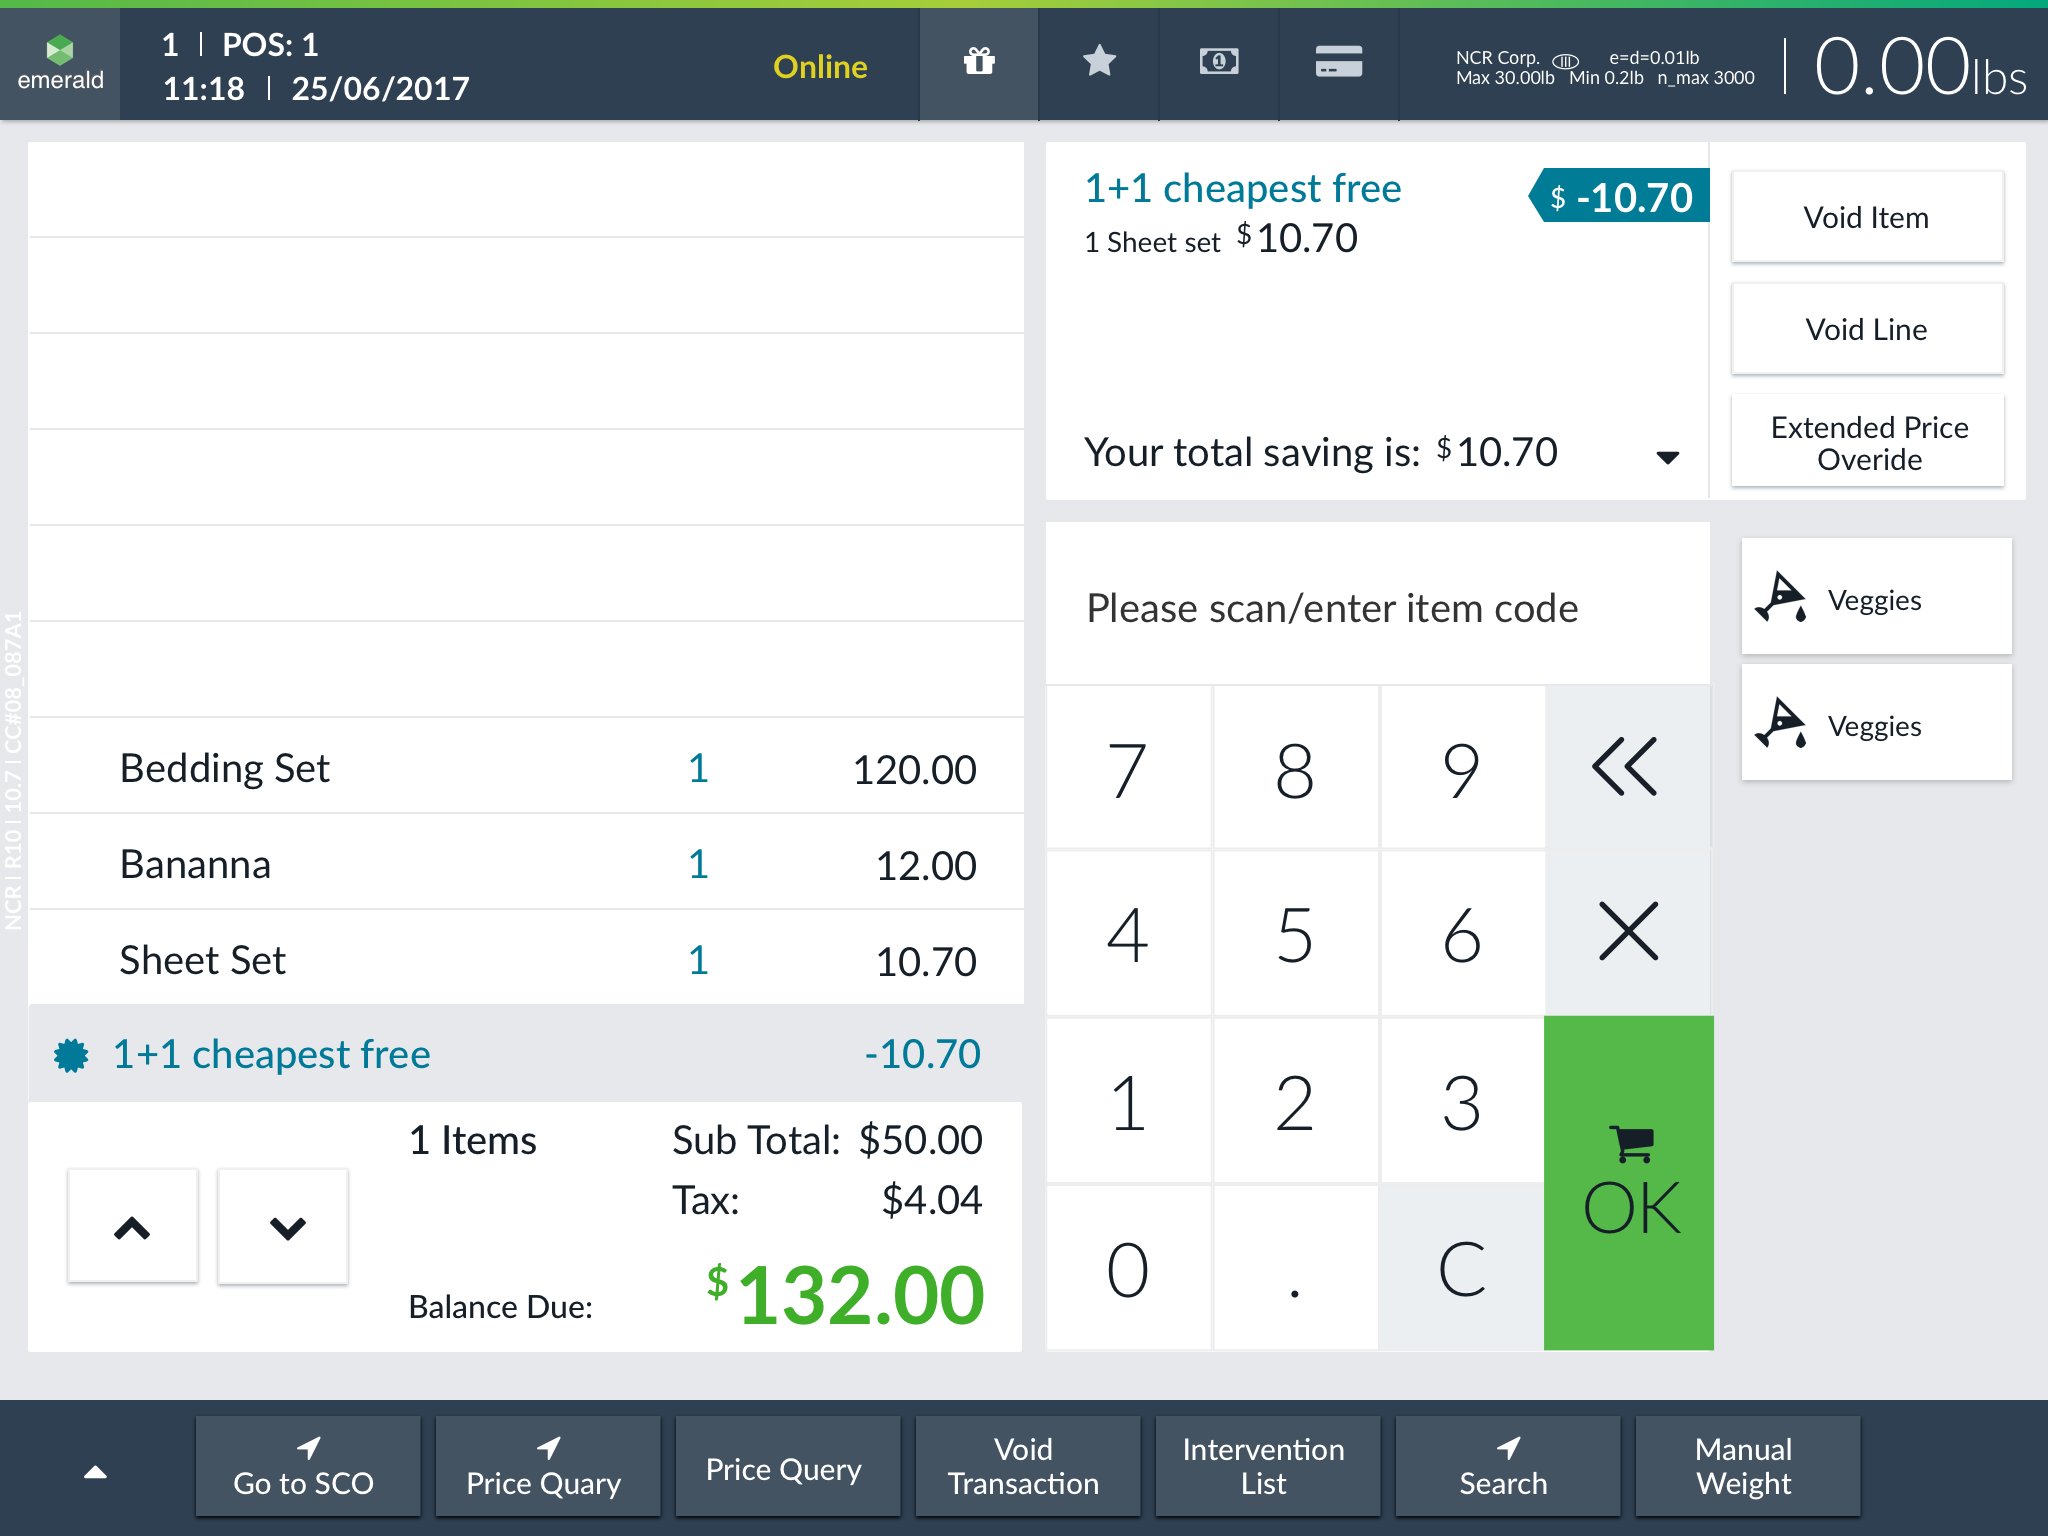 emerald
1 | POS: 1
11:18 | 25/06/2017
Online
NCR Corp. III e=d=0.01lb
Max 30.00lb Min 0.2lb n_max 3000
0.00lbs
1+1 cheapest free
$ -10.70
1 Sheet set $10.70
Your total saving is: $10.70
Void Item
Void Line
Extended Price
Overide
Please scan/enter item code
Veggies
Veggies
7 8 9
4 5 6
1 2 3
0 . C
OK
Bedding Set 1 120.00
Bananna 1 12.00
Sheet Set 1 10.70
1+1 cheapest free -10.70
1 Items
Sub Total: $50.00
Tax: $4.04
Balance Due: $132.00
NCR | R10 | 10.7 | CC#08_087A1
Go to SCO
Price Quary
Price Query
Void
Transaction
Intervention
List
Search
Manual
Weight